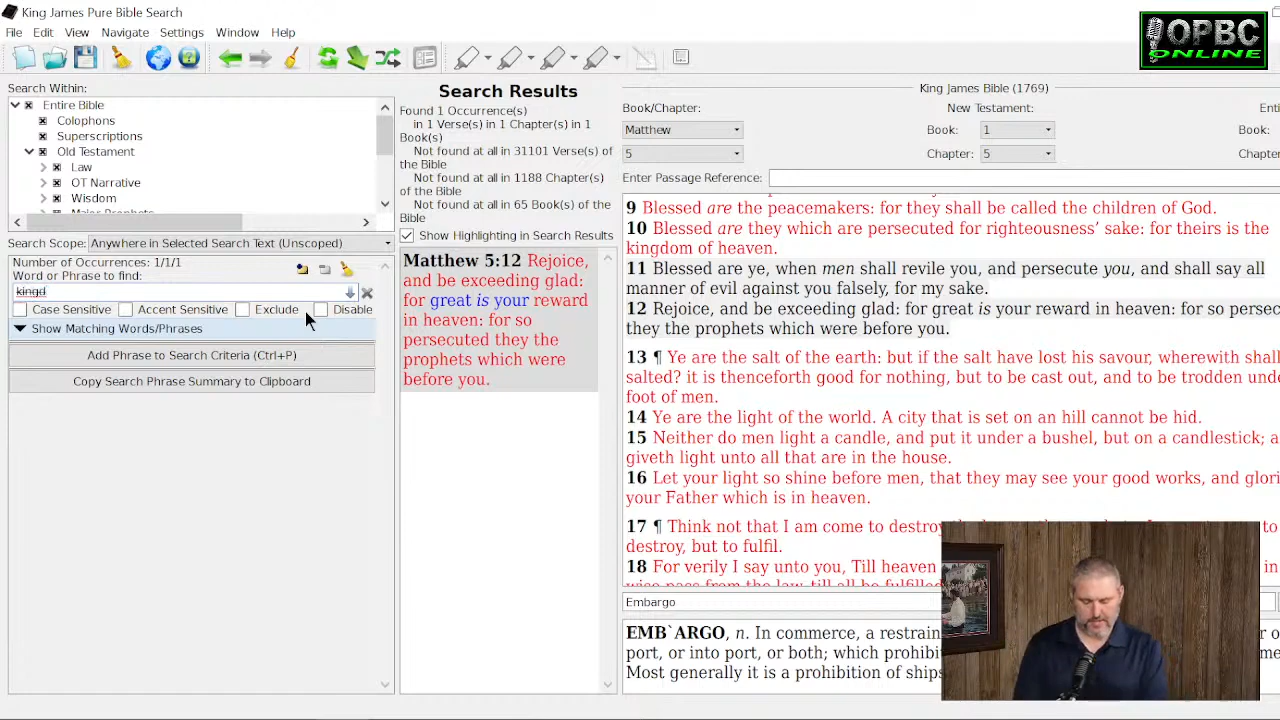 King James Pure Bible Search
File Edit View Navigate Settings Window Help
OPBC
ONLINE
Search Within:
Entire Bible
Colophons
Superscriptions
Old Testament
Law
OT Narrative
Wisdom
Search Scope: Anywhere in Selected Search Text (Unscoped)
Number of Occurrences: 1/1/1
Word or Phrase to find:
kingd
Case Sensitive Accent Sensitive Exclude Disable
Show Matching Words/Phrases
Add Phrase to Search Criteria (Ctrl+P)
Copy Search Phrase Summary to Clipboard
Search Results
Found 1 Occurrence(s)
in 1 Verse(s) in 1 Chapter(s) in 1
Book(s)
Not found at all in 31101 Verse(s) of
the Bible
Not found at all in 1188 Chapter(s)
of the Bible
Not found at all in 65 Book(s) of the
Bible
Show Highlighting in Search Results
Matthew 5:12 Rejoice,
and be exceeding glad:
for great is your reward
in heaven: for so
persecuted they the
prophets which were
before you.
King James Bible (1769)
Book/Chapter: New Testament:
Matthew Book: 1 Book:
5 Chapter: 5
Enter Passage Reference:
9 Blessed are the peacemakers: for they shall be called the children of God.
10 Blessed are they which are persecuted for righteousness’ sake: for theirs is the
kingdom of heaven.
11 Blessed are ye, when men shall revile you, and persecute you, and shall say all
manner of evil against you falsely, for my sake.
12 Rejoice, and be exceeding glad: for great is your reward in heaven: for so
they the prophets which were before you.
13 ¶ Ye are the salt of the earth: but if the salt have lost his savour, wherewith
salted? it is thenceforth good for nothing, but to be cast out, and to be trodden
foot of men.
14 Ye are the light of the world. A city that is set on an hill cannot be hid.
15 Neither do men light a candle, and put it under a bushel, but on a candlestick;
giveth light unto all that are in the house.
16 Let your light so shine before men, that they may see your good works, and
your Father which is in heaven.
17 ¶ Think not that I am come to destroy to
destroy, but to fulfil.
18 For verily I say unto you, Till heaven in
Embargo
EMB`ARGO, n. In commerce, a or
port, or into port, or both; which
Most generally it is a prohibition of ships